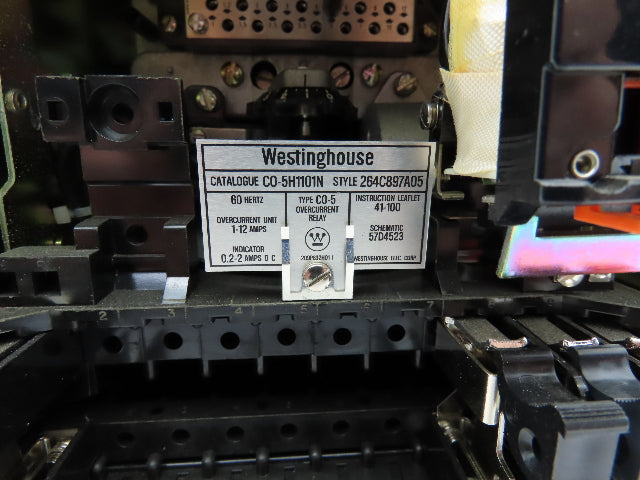 Westinghouse
CATALOGUE CO-5H1101N STYLE 264C897A05
60 HERTZ
OVERCURRENT UNIT
1-12 AMPS
INDICATOR
0.2-2 AMPS D C
TYPE CO-5
OVERCURRENT
RELAY
W
INSTRUCTION LEAFLET
41-100
SCHEMATIC
57D4523
WESTINGHOUSE ELEC. CORP.
2 3 4 5 6 7